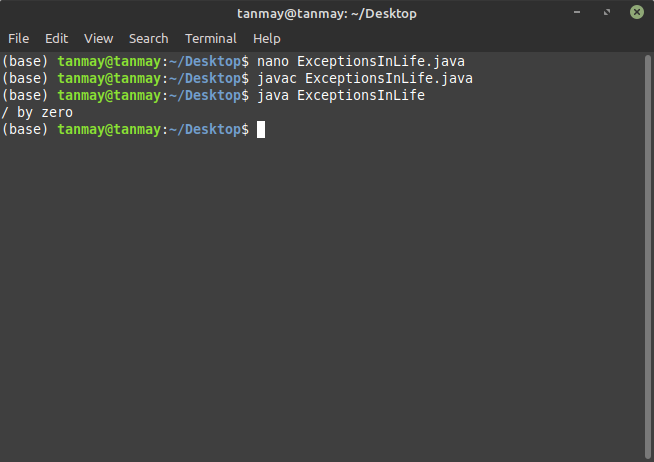 tanmay@tanmay: ~/Desktop
File Edit View Search Terminal Help
(base) tanmay@tanmay:~/Desktop$ nano ExceptionsInLife.java
(base) tanmay@tanmay:~/Desktop$ javac ExceptionsInLife.java
(base) tanmay@tanmay:~/Desktop$ java ExceptionsInLife
/ by zero
(base) tanmay@tanmay:~/Desktop$